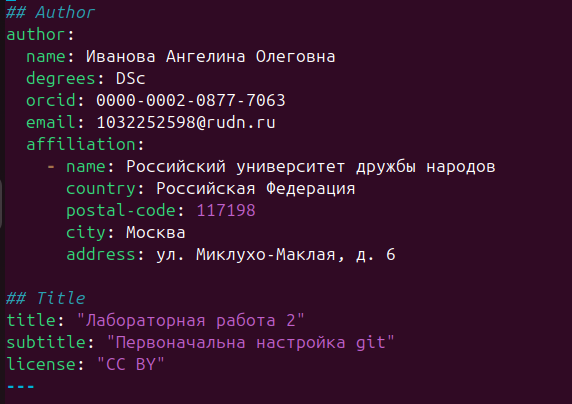 ## Author
author:
  name: Иванова Ангелина Олеговна
  degrees: DSc
  orcid: 0000-0002-0877-7063
  email: 1032252598@rudn.ru
  affiliation:
    - name: Российский университет дружбы народов
      country: Российская Федерация
      postal-code: 117198
      city: Москва
      address: ул. Миклухо-Маклая, д. 6

## Title
title: "Лабораторная работа 2"
subtitle: "Первоначальна настройка git"
license: "CC BY"
---